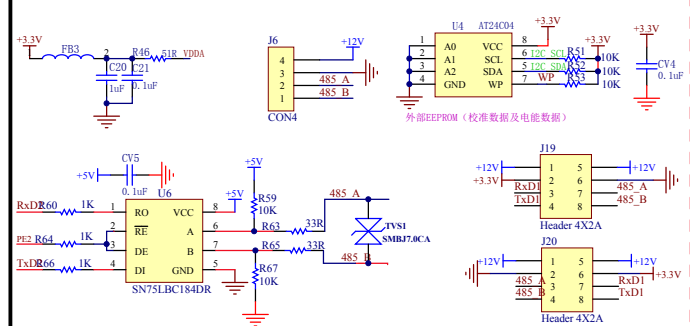 +3.3V
FB3
2
R46
51R
VDDA
C20
C21
1uF
0.1uF
J6
+12V
4
3
2
1
485_A
485_B
CON4
U4
AT24C04
+3.3V
+3.3V
1
2
3
4
A0
A1
A2
GND
VCC
SCL
SDA
WP
8
6
5
7
I2C_SCL
I2C_SDA
WP
R51
R52
R53
10K
10K
10K
外部EEPROM（校准数据及电能数据）
+3.3V
CV4
0.1uF
+5V
CV5
0.1uF
U6
+5V
+5V
RxD2
R60
1K
1
RO
VCC
8
PE2
R64
1K
2
RE
A
6
3
DE
B
7
TxD2
R66
1K
4
DI
GND
5
SN75LBC184DR
R59
10K
R63
33R
485_A
R65
33R
485_B
R67
10K
TVS1
SMBJ7.0CA
J19
+12V
1
5
+12V
+3.3V
2
6
RxD1
3
7
485_A
TxD1
4
8
485_B
Header 4X2A
J20
+12V
1
5
+12V
2
6
+3.3V
485_A
3
7
RxD1
485_B
4
8
TxD1
Header 4X2A